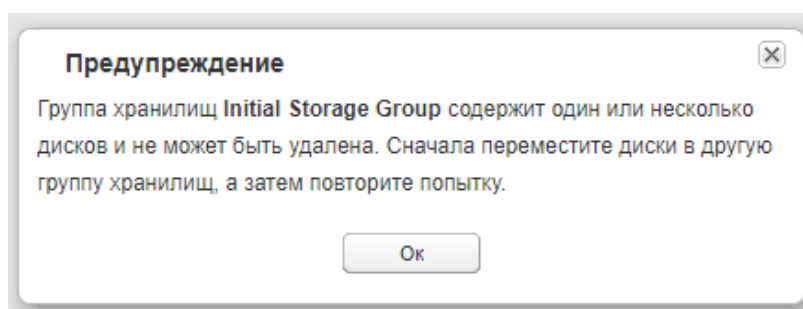 Предупреждение
Группа хранилищ Initial Storage Group содержит один или несколько
дисков и не может быть удалена. Сначала переместите диски в другую
группу хранилищ, а затем повторите попытку.
Ок